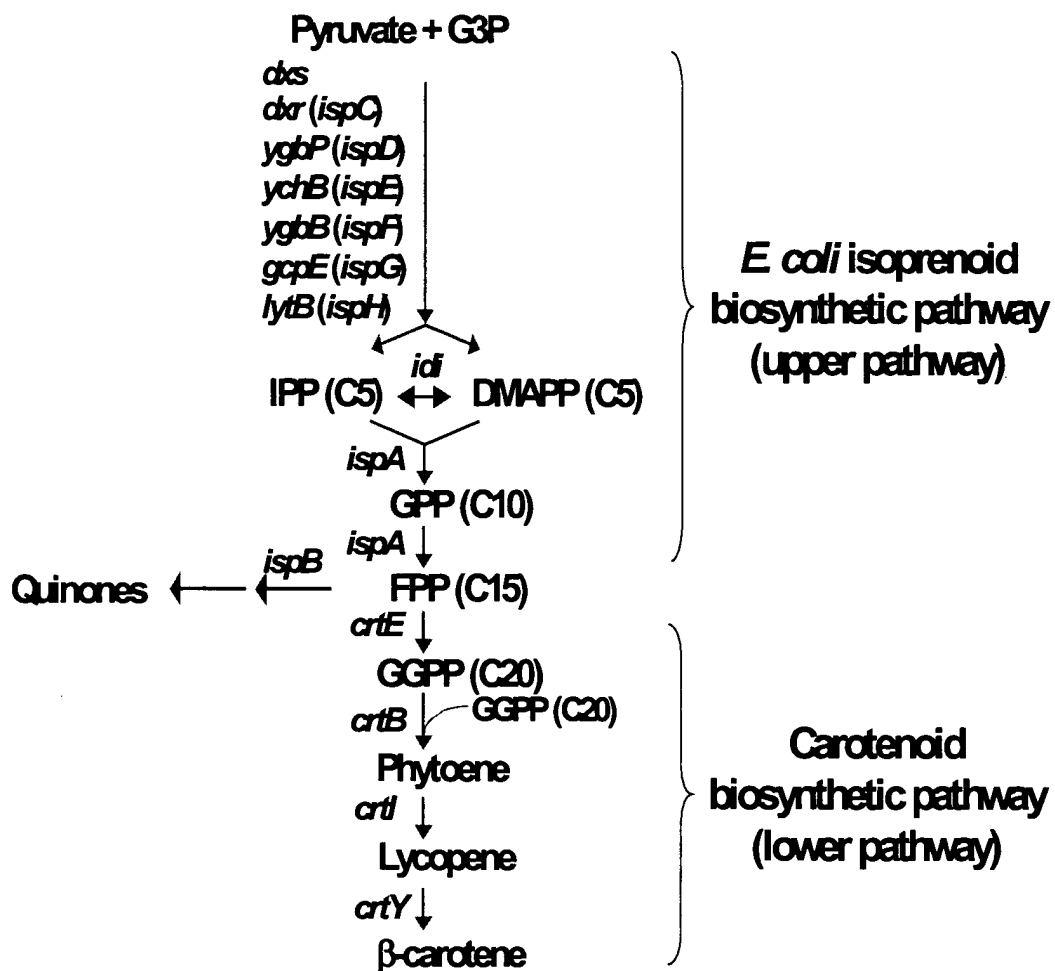 Pyruvate + G3P
dxs
dxr (ispC)
ygbP (ispD)
ychB (ispE)
ygbB (ispF)
gcpE (ispG)
lytB (ispH)
idi
IPP (C5)
DMAPP (C5)
ispA
GPP (C10)
ispA
ispB
Quinones
FPP (C15)
crtE
GGPP (C20)
crtB
GGPP (C20)
Phytoene
crtI
Lycopene
crtY
β-carotene
E. coli isoprenoid
biosynthetic pathway
(upper pathway)
Carotenoid
biosynthetic pathway
(lower pathway)